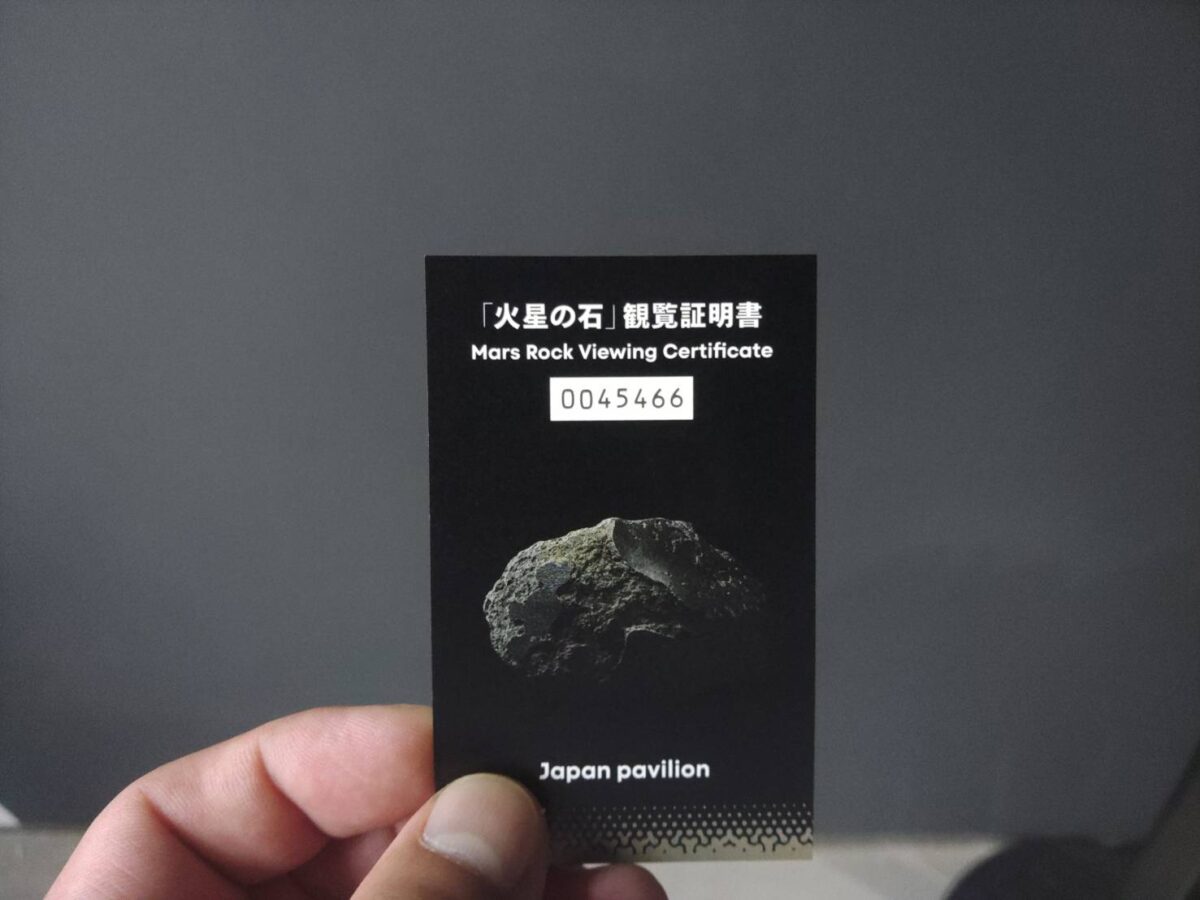 「火星の石」観覧証明書
Mars Rock Viewing Certificate
0045466
Japan pavilion